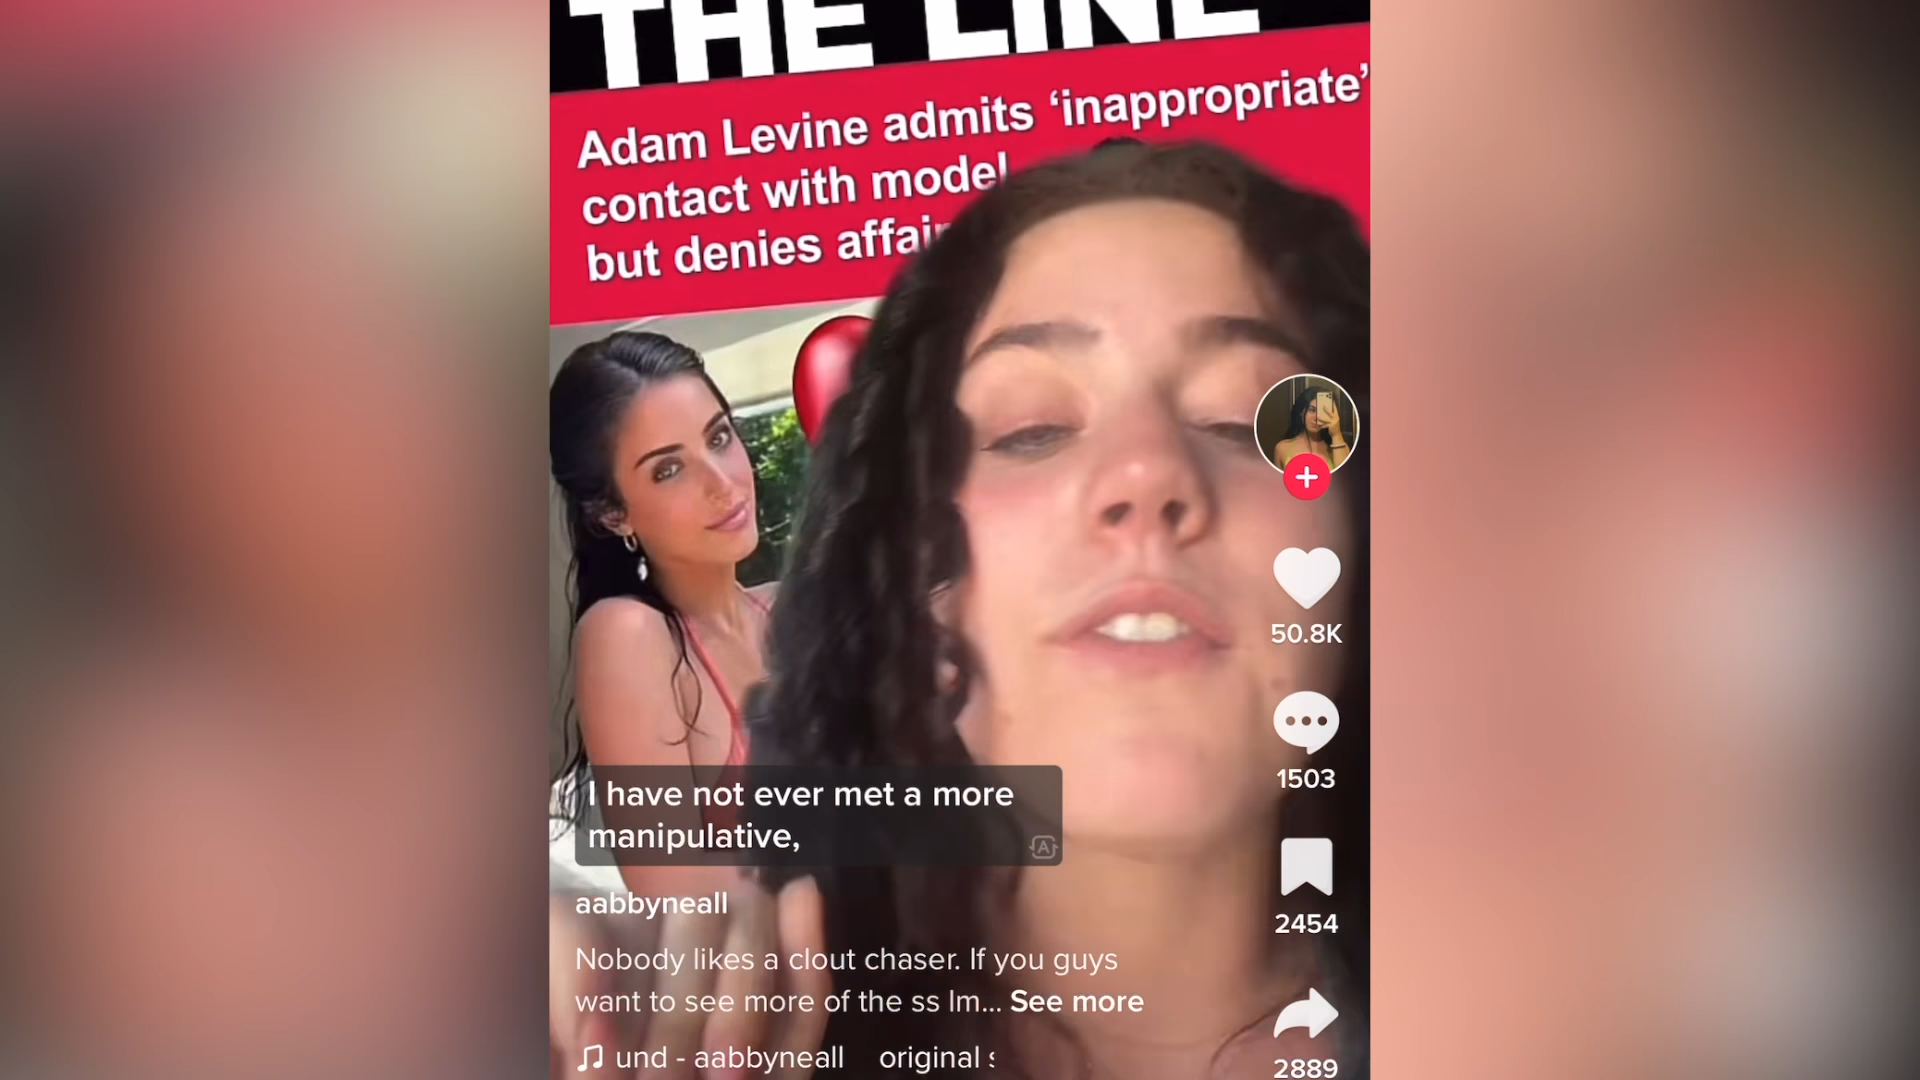 THE LINE
Adam Levine admits ‘inappropriate’
contact with model
but denies affair
50.8K
1503
I have not ever met a more
manipulative,
aabbyneall
2454
Nobody likes a clout chaser. If you guys
want to see more of the ss lm... See more
und - aabbyneall original s
2889